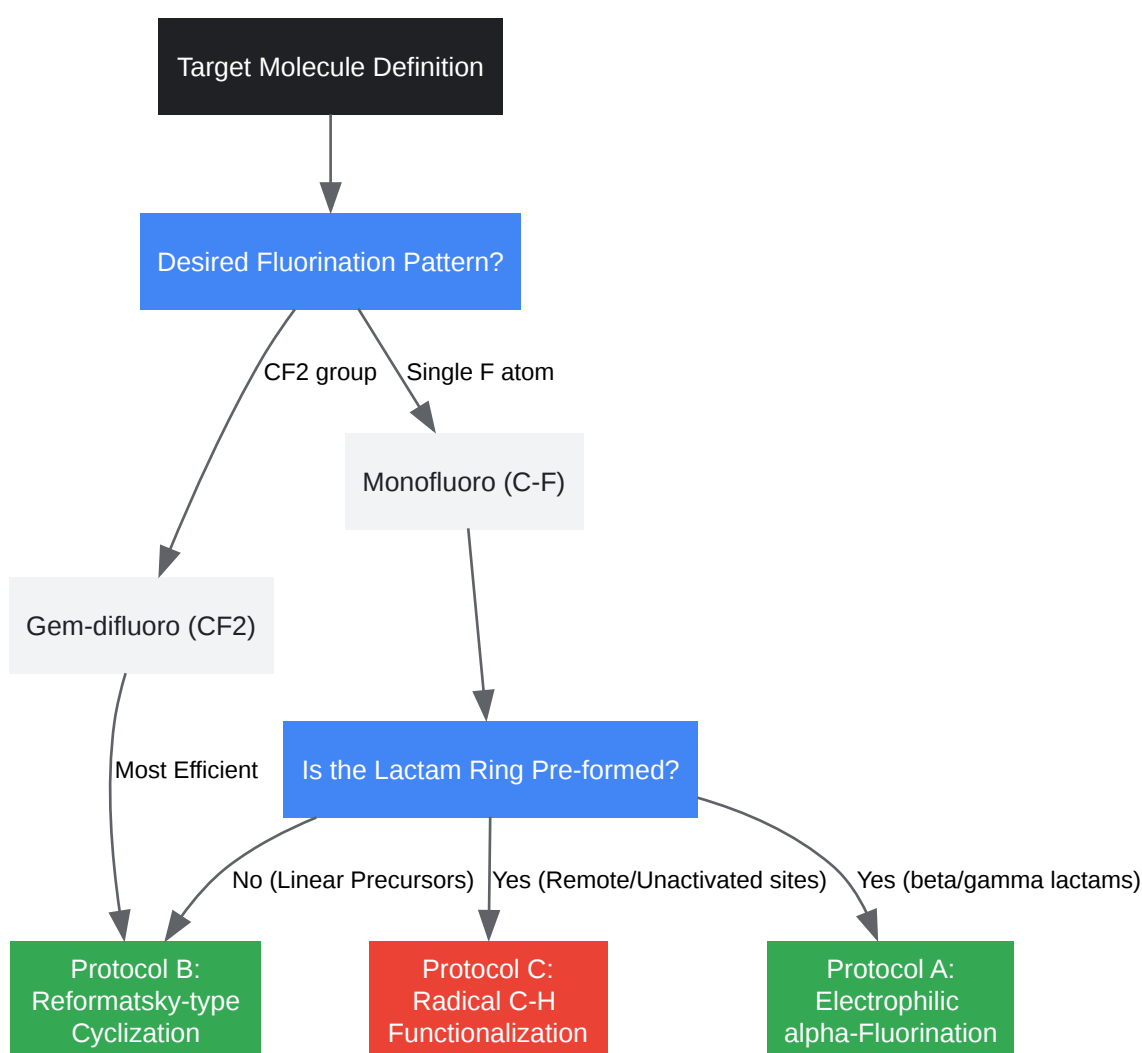 Target Molecule Definition
Desired Fluorination Pattern?
CF2 group
Single F atom
Monofluoro (C-F)
Gem-difluoro (CF2)
Most Efficient
Is the Lactam Ring Pre-formed?
No (Linear Precursors)
Yes (Remote/Unactivated sites)
Yes (beta/gamma lactams)
Protocol B:
Reformatsky-type
Cyclization
Protocol C:
Radical C-H
Functionalization
Protocol A:
Electrophilic
alpha-Fluorination